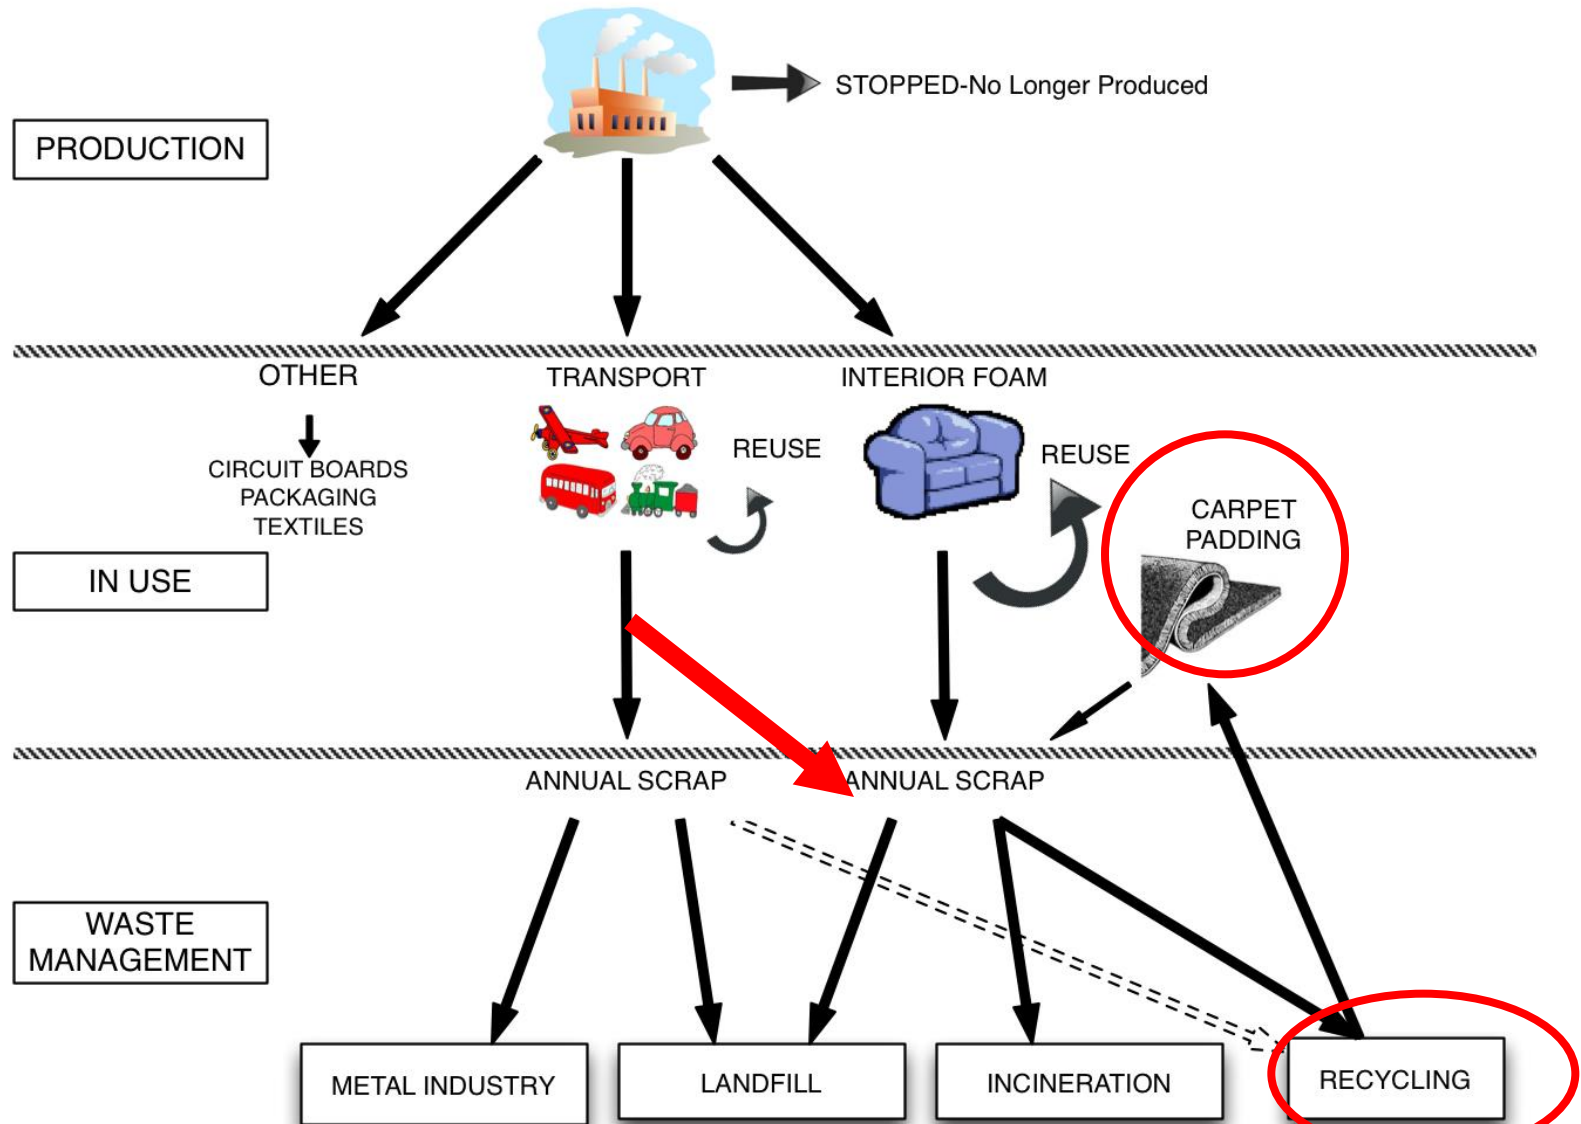 STOPPED-No Longer Produced
PRODUCTION
OTHER
TRANSPORT
INTERIOR FOAM
REUSE
REUSE
CIRCUIT BOARDS
PACKAGING
TEXTILES
CARPET
PADDING
IN USE
ANNUAL SCRAP
ANNUAL SCRAP
WASTE
MANAGEMENT
METAL INDUSTRY
LANDFILL
INCINERATION
RECYCLING